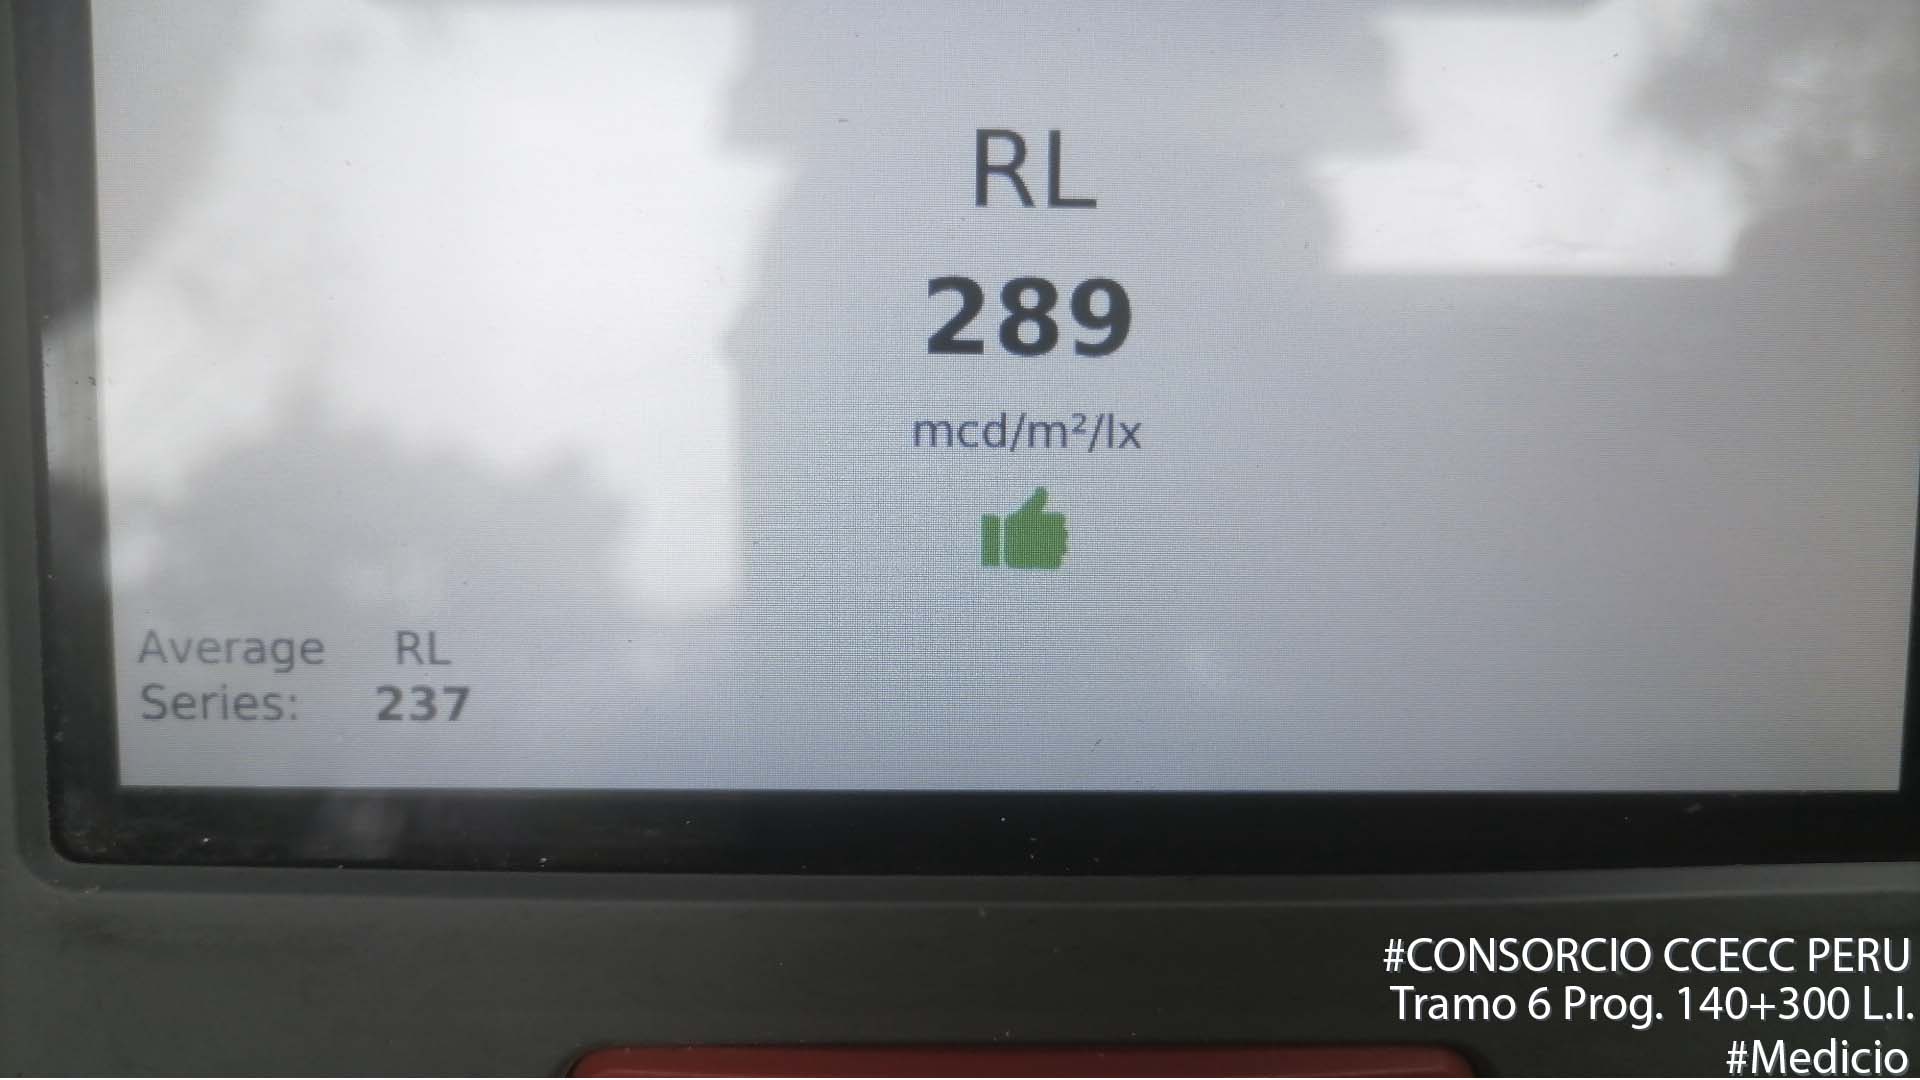 RL
289
mcd/m²/lx
Average RL
Series: 237
#CONSORCIO CCECC PERU
Tramo 6 Prog. 140+300 L.I.
#Medicio